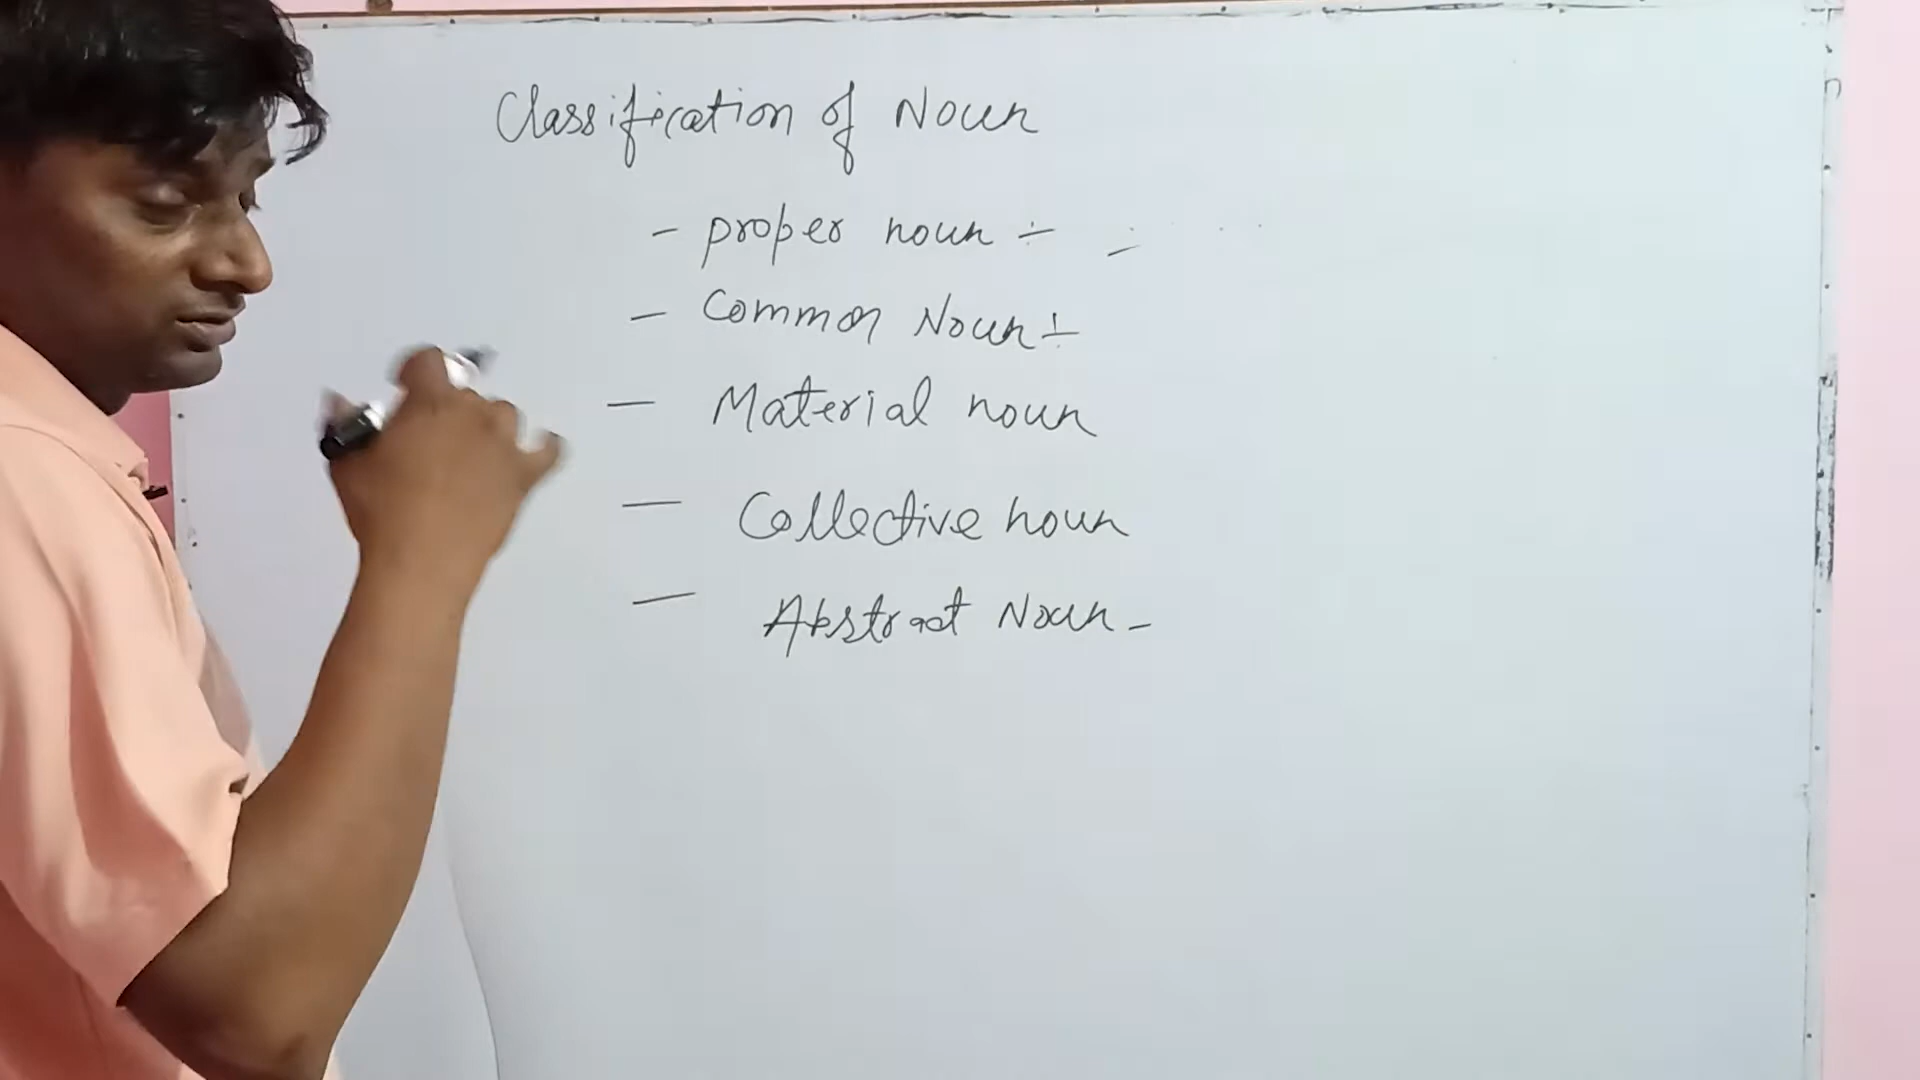 Classification of Noun
- proper noun ÷ -
- Common Noun ÷
- Material noun
- Collective noun
- Abstract Noun -